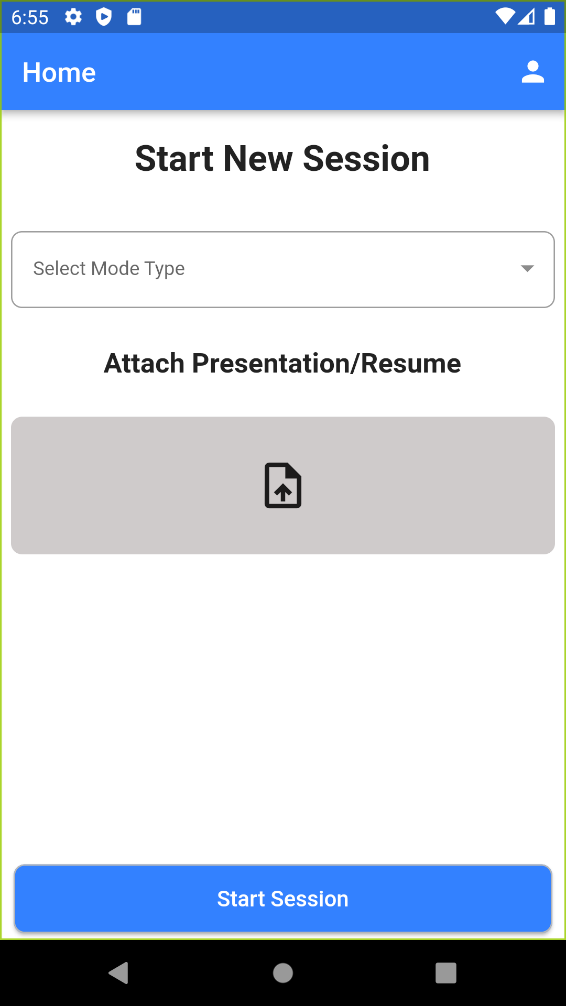 6:55
Home
Start New Session
Select Mode Type
Attach Presentation/Resume
Start Session